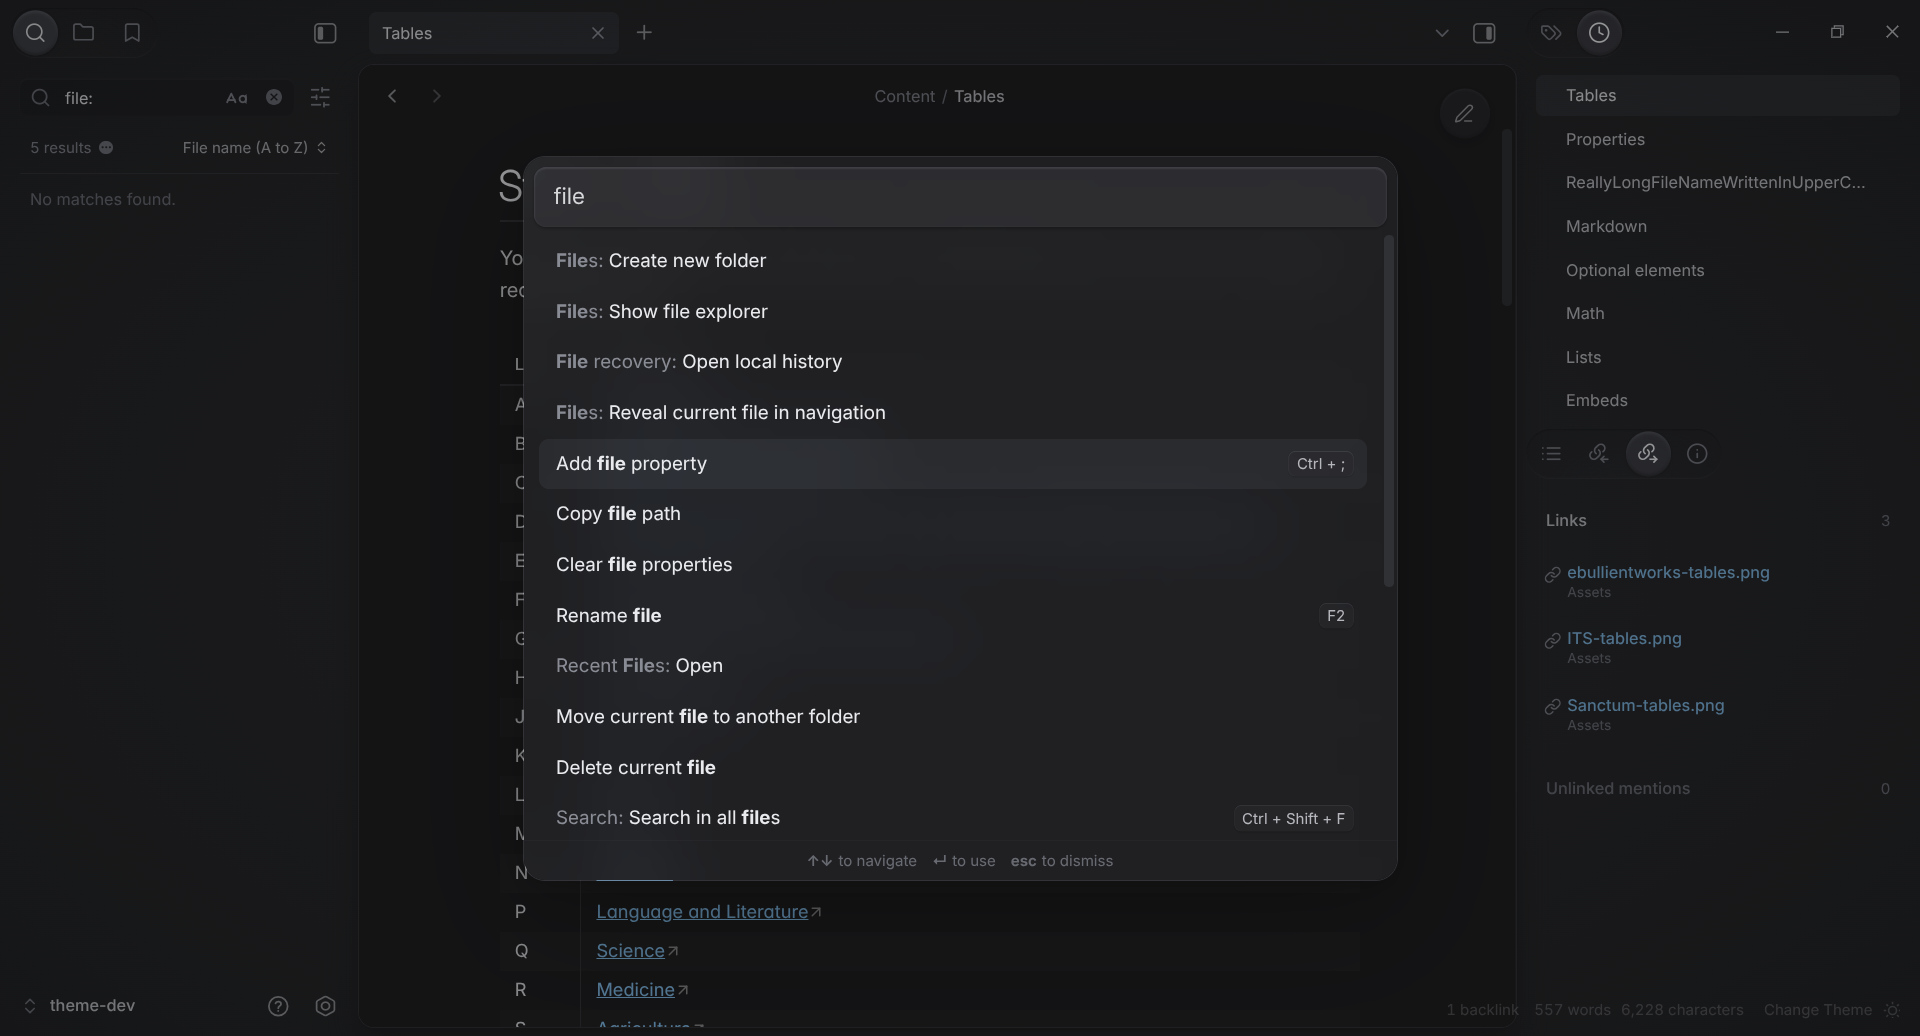 Tables
file:
Aa
5 results
File name (A to Z)
No matches found.
Content / Tables
file
Files: Create new folder
Files: Show file explorer
File recovery: Open local history
Files: Reveal current file in navigation
Add file property
Ctrl + ;
Copy file path
Clear file properties
Rename file
F2
Recent Files: Open
Move current file to another folder
Delete current file
Search: Search in all files
Ctrl + Shift + F
↑↓ to navigate ↵ to use esc to dismiss
P
Language and Literature
Q
Science
R
Medicine
Tables
Properties
ReallyLongFileNameWrittenInUpperC...
Markdown
Optional elements
Math
Lists
Embeds
Links
3
ebullientworks-tables.png
Assets
ITS-tables.png
Assets
Sanctum-tables.png
Assets
Unlinked mentions
0
theme-dev
1 backlink 557 words 6,228 characters Change Theme